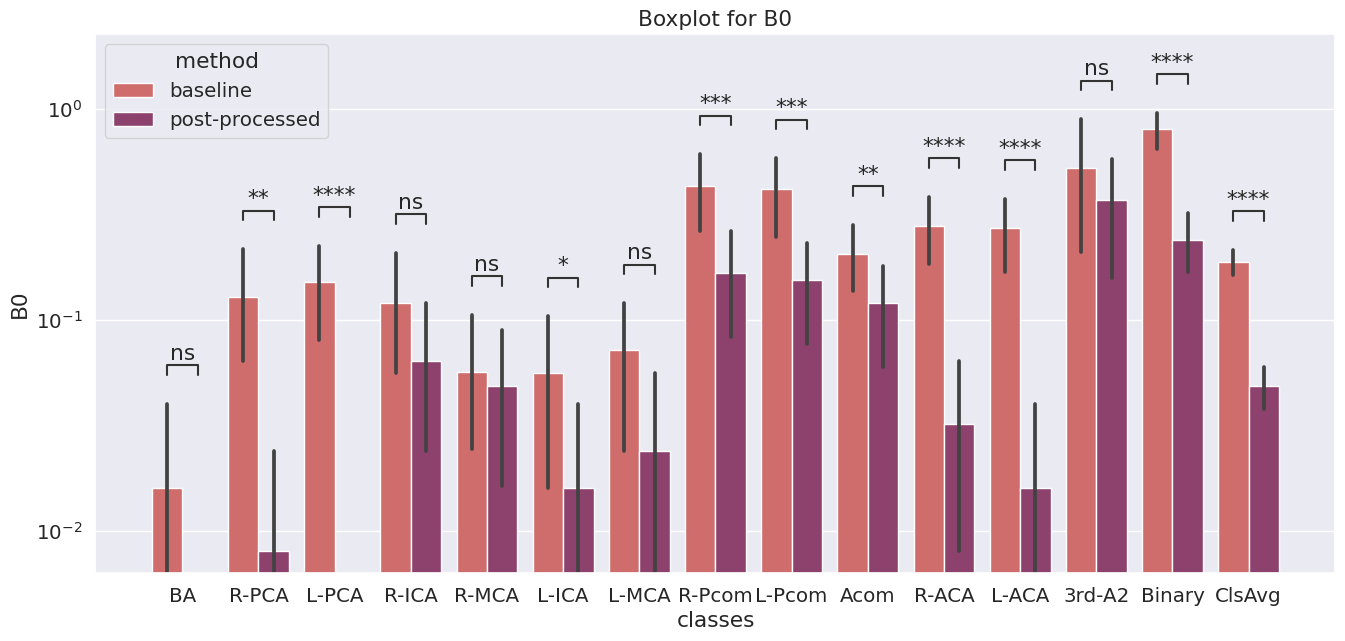 Boxplot for B0
method
baseline
post-processed
B0
10⁰
10⁻¹
10⁻²
ns
**
****
ns
ns
*
ns
***
***
**
****
****
ns
****
****
BA R-PCA L-PCA R-ICA R-MCA L-ICA L-MCA R-Pcom L-Pcom Acom R-ACA L-ACA 3rd-A2 Binary ClsAvg
classes